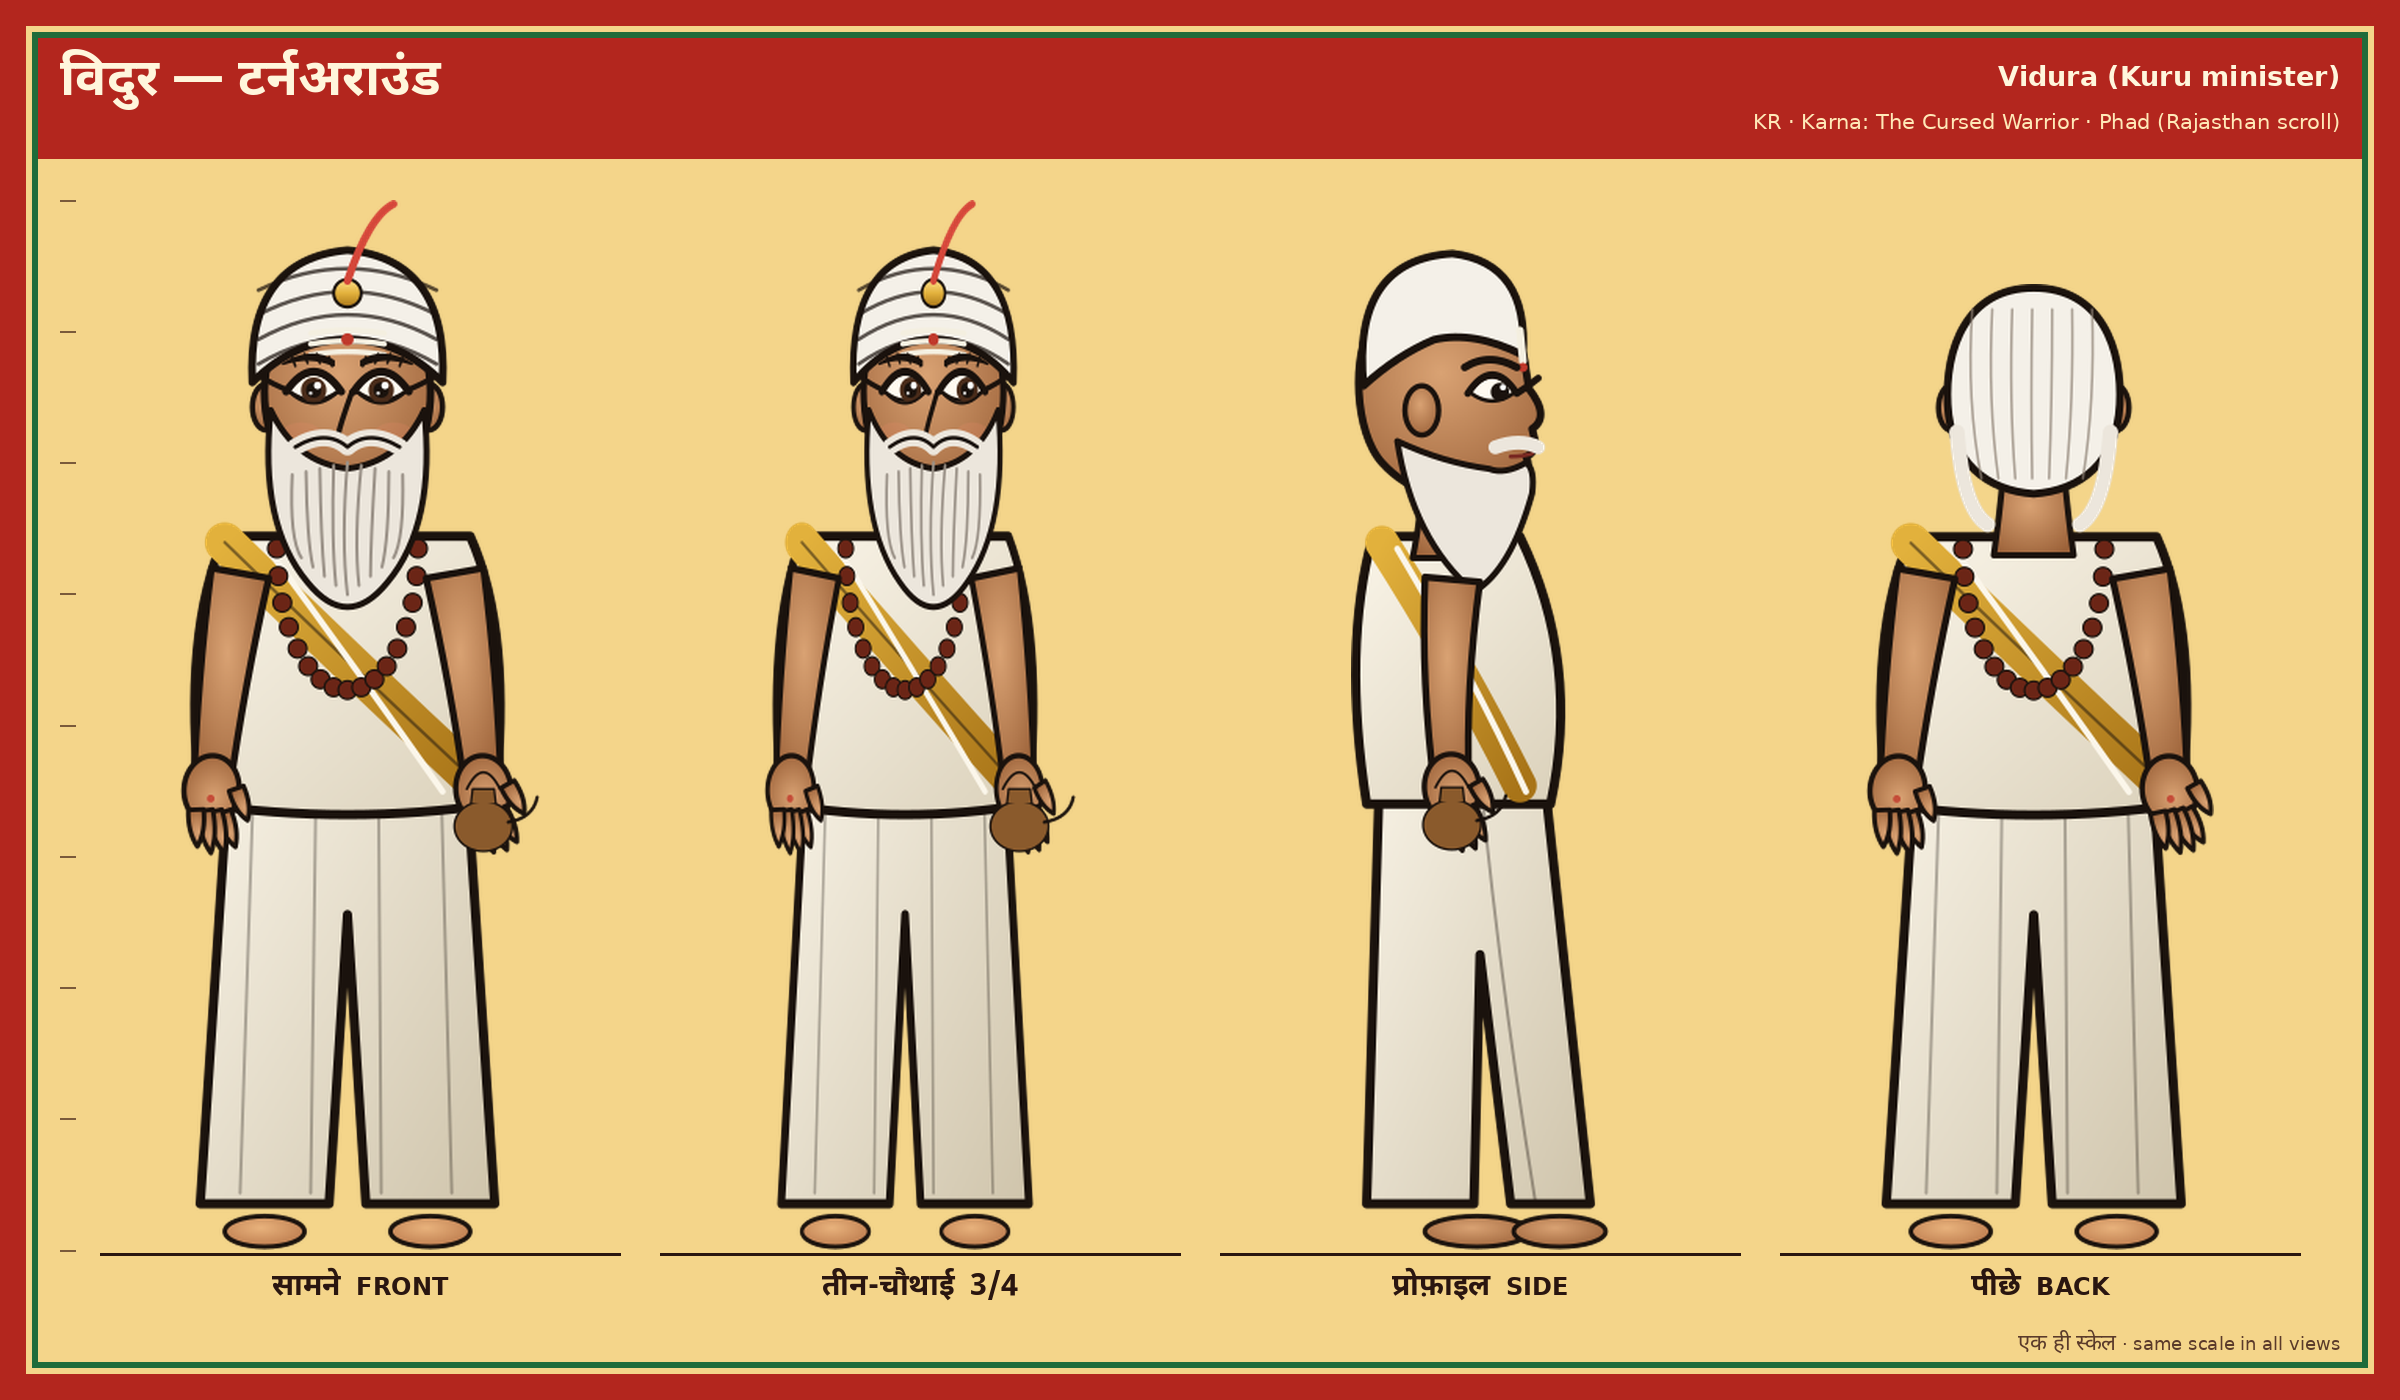 विदुर — टर्नअराउंड
Vidura (Kuru minister)
KR · Karna: The Cursed Warrior · Phad (Rajasthan scroll)
सामने FRONT
तीन-चौथाई 3/4
प्रोफ़ाइल SIDE
पीछे BACK
एक ही स्केल · same scale in all views